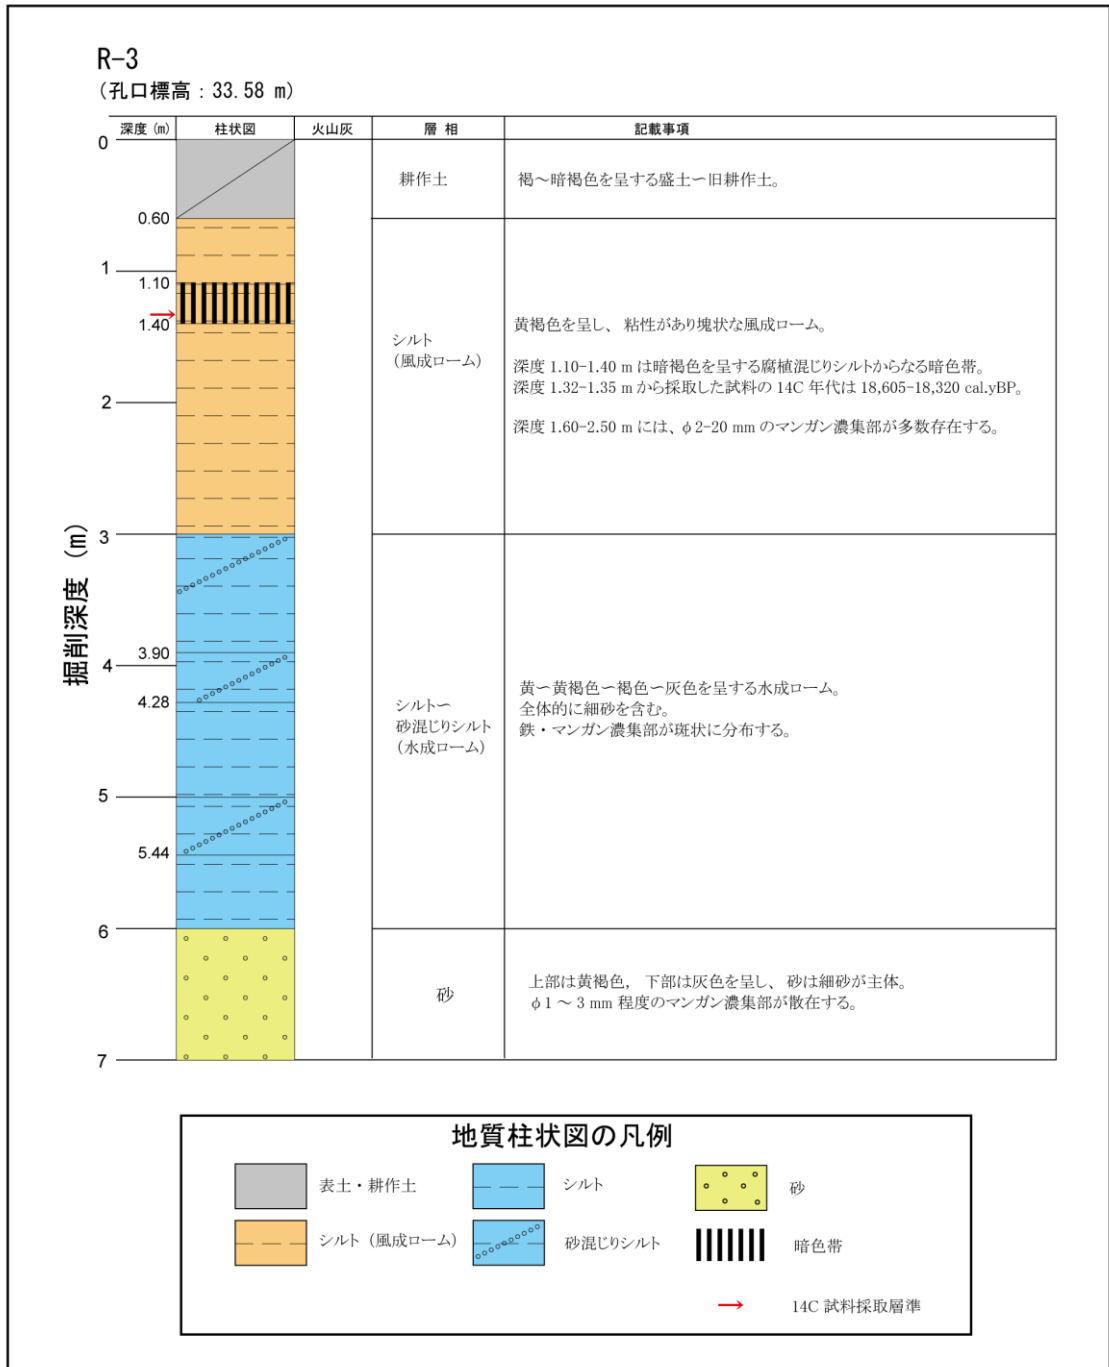 R-3
（孔口標高：33.58 m）
深度 (m) 柱状図 火山灰 層 相 記載事項
0
耕作土 褐～暗褐色を呈する盛土～旧耕作土。
0.60
1
1.10
1.40
2
シルト
（風成ローム）
黄褐色を呈し、粘性があり塊状な風成ローム。
深度 1.10-1.40 m は暗褐色を呈する腐植混じりシルトからなる暗色帯。
深度 1.32-1.35 m から採取した試料の 14C 年代は 18,605-18,320 cal.yBP。
深度 1.60-2.50 m には、φ2-20 mm のマンガン濃集部が多数存在する。
掘削深度 (m)
3
3.90
4
4.28
5
5.44
シルト～
砂混じりシルト
（水成ローム）
黄～黄褐色～褐色～灰色を呈する水成ローム。
全体的に細砂を含む。
鉄・マンガン濃集部が斑状に分布する。
6
砂
上部は黄褐色，下部は灰色を呈し、砂は細砂が主体。
φ1～3 mm 程度のマンガン濃集部が散在する。
7
地質柱状図の凡例
表土・耕作土 シルト 砂
シルト（風成ローム） 砂混じりシルト 暗色帯
14C 試料採取層準